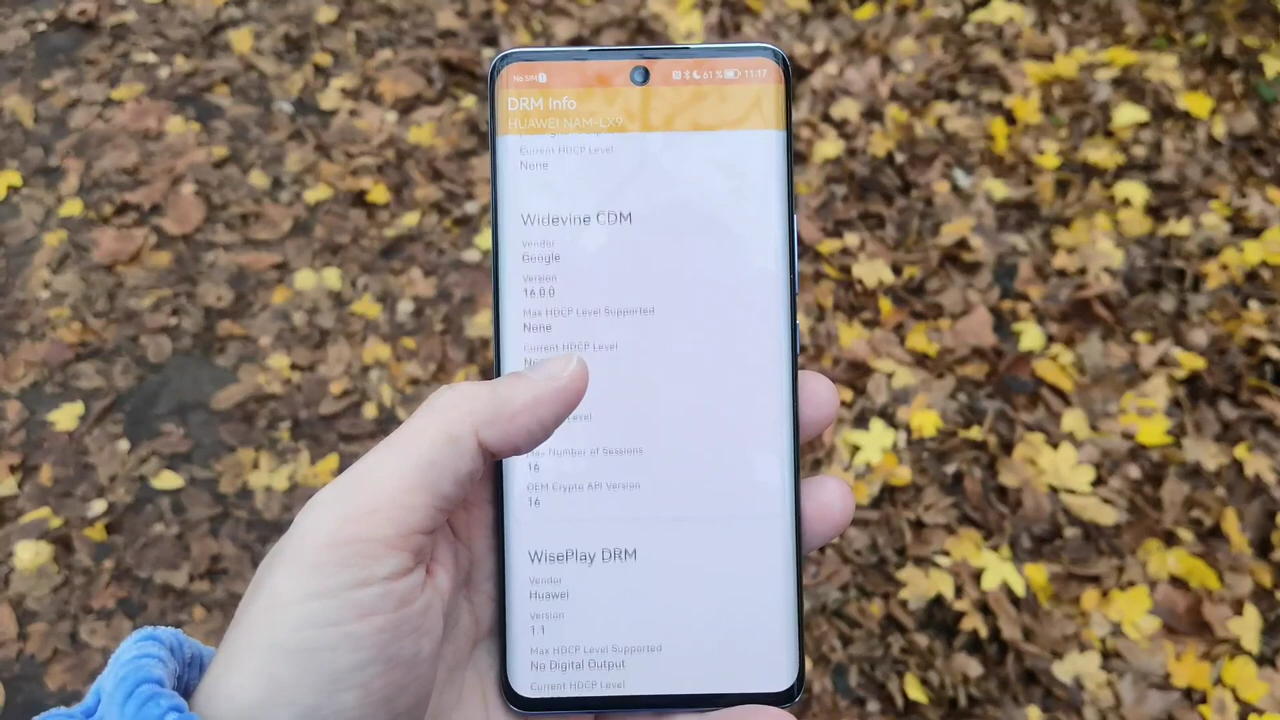 No SIM 61 % 11:17
DRM Info
HUAWEI NAM-LX9
Current HDCP Level
None
Widevine CDM
Vendor
Google
Version
16.0.0
Max HDCP Level Supported
None
Current HDCP Level
Level
Max Number of Sessions
16
OEM Crypto API Version
16
WisePlay DRM
Vendor
Huawei
Version
1.1
Max HDCP Level Supported
No Digital Output
Current HDCP Level